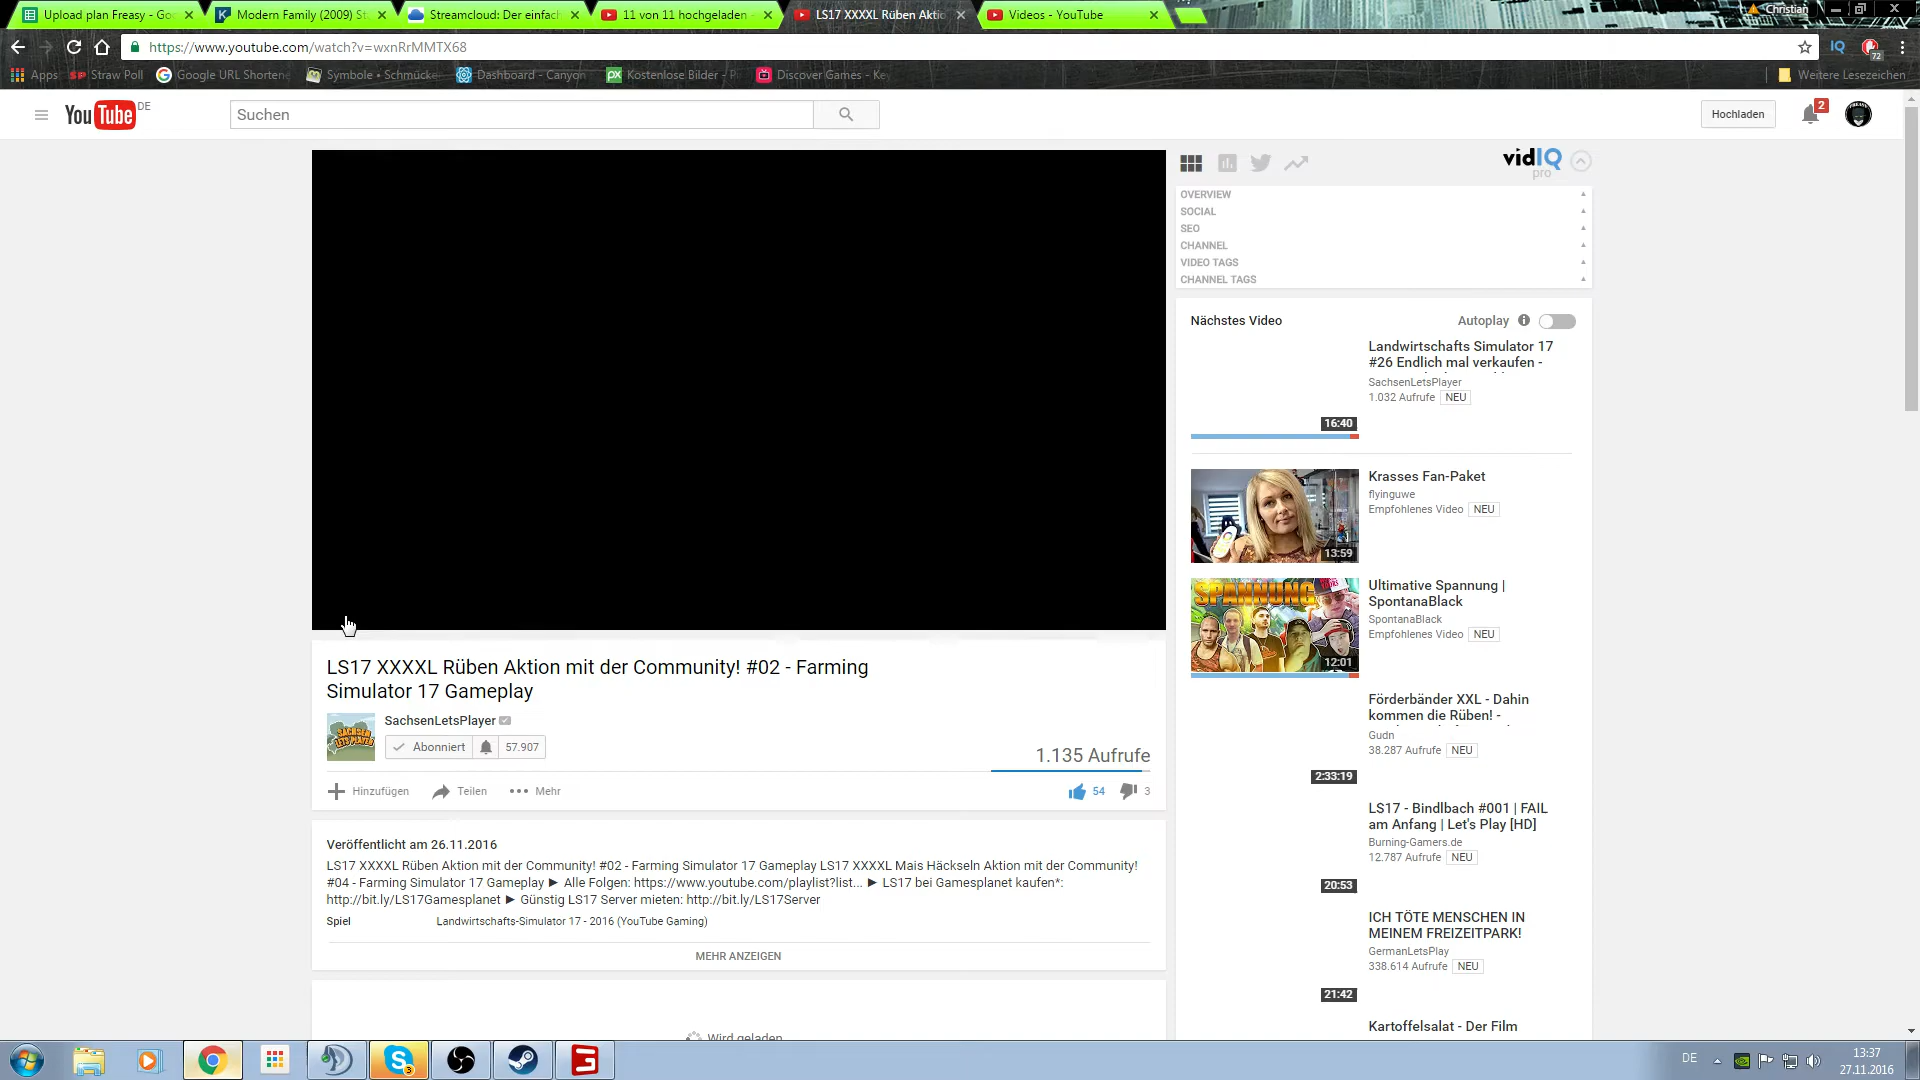 Upload plan Freasy - Goo
Modern Family (2009) St
Streamcloud: Der einfach
11 von 11 hochgeladen -
LS17 XXXXL Rüben Aktio
Videos - YouTube
Christian
https://www.youtube.com/watch?v=wxnRrMMTX68
IQ
72
Apps
Straw Poll
Google URL Shortene
Symbole • Schmücke
Dashboard - Canyon
Kostenlose Bilder - P
Discover Games - Key
Weitere Lesezeichen
YouTube DE
Suchen
Hochladen
2
vidIQ
pro
OVERVIEW
SOCIAL
SEO
CHANNEL
VIDEO TAGS
CHANNEL TAGS
Nächstes Video
Autoplay
Landwirtschafts Simulator 17
#26 Endlich mal verkaufen -
SachsenLetsPlayer
1.032 Aufrufe NEU
16:40
Krasses Fan-Paket
flyinguwe
Empfohlenes Video NEU
13:59
Ultimative Spannung |
SpontanaBlack
SpontanaBlack
Empfohlenes Video NEU
SPANNUNG
12:01
Förderbänder XXL - Dahin
kommen die Rüben! -
Gudn
38.287 Aufrufe NEU
2:33:19
LS17 - Bindlbach #001 | FAIL
am Anfang | Let's Play [HD]
Burning-Gamers.de
12.787 Aufrufe NEU
20:53
ICH TÖTE MENSCHEN IN
MEINEM FREIZEITPARK!
GermanLetsPlay
338.614 Aufrufe NEU
21:42
Kartoffelsalat - Der Film
LS17 XXXXL Rüben Aktion mit der Community! #02 - Farming
Simulator 17 Gameplay
SachsenLetsPlayer
SACHSEN
LETS PLAYER
Abonniert 57.907
1.135 Aufrufe
Hinzufügen Teilen Mehr
54 3
Veröffentlicht am 26.11.2016
LS17 XXXXL Rüben Aktion mit der Community! #02 - Farming Simulator 17 Gameplay LS17 XXXXL Mais Häckseln Aktion mit der Community!
#04 - Farming Simulator 17 Gameplay ► Alle Folgen: https://www.youtube.com/playlist?list... ► LS17 bei Gamesplanet kaufen*:
http://bit.ly/LS17Gamesplanet ► Günstig LS17 Server mieten: http://bit.ly/LS17Server
Spiel Landwirtschafts-Simulator 17 - 2016 (YouTube Gaming)
MEHR ANZEIGEN
Wird geladen
DE
13:37
27.11.2016